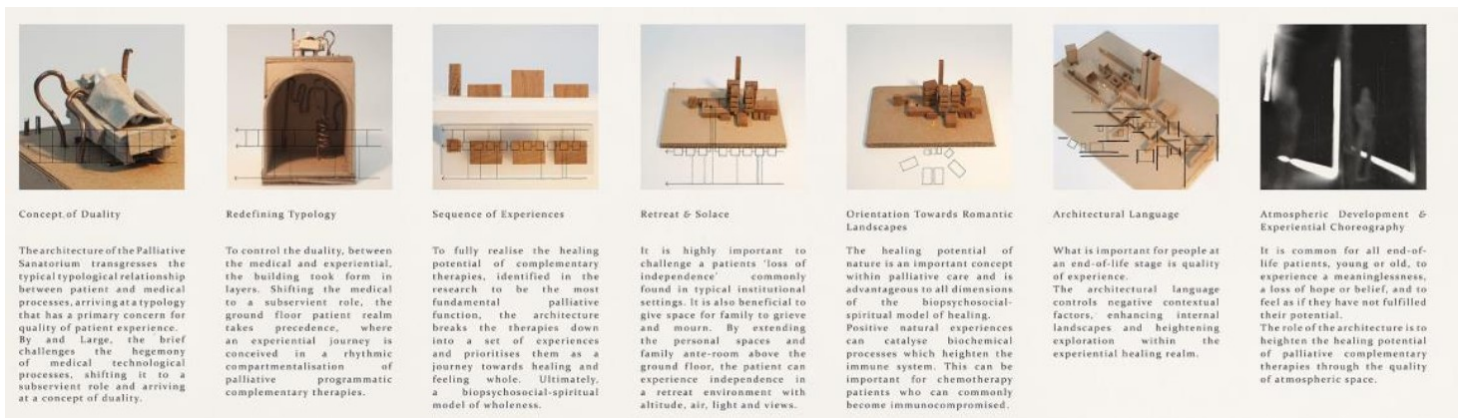 Concept of Duality
The architecture of the Palliative
Sanatorium transgresses the
typical typological relationship
between patient and medical
processes, arriving at a typology
that has a primary concern for
quality of patient experience.
By and Large, the brief
challenges the hegemony
of medical technological
processes, shifting it to a
subservient role and arriving
at a concept of duality.
Redefining Typology
To control the duality, between
the medical and experiential,
the building took form in
layers. Shifting the medical
to a subservient role, the
ground floor patient realm
takes precedence, where
an experiential journey is
conceived in a rhythmic
compartmentalisation of
palliative programmatic
complementary therapies.
Sequence of Experiences
To fully realise the healing
potential of complementary
therapies, identified in the
research to be the most
fundamental palliative
function, the architecture
breaks the therapies down
into a set of experiences
and prioritises them as a
journey towards healing and
feeling whole. Ultimately,
a biopsychosocial-spiritual
model of wholeness.
Retreat & Solace
It is highly important to
challenge a patients 'loss of
independence' commonly
found in typical institutional
settings. It is also beneficial to
give space for family to grieve
and mourn. By extending
the personal spaces and
family ante-room above the
ground floor, the patient can
experience independence in
a retreat environment with
altitude, air, light and views.
Orientation Towards Romantic
Landscapes
The healing potential of
nature is an important concept
within palliative care and is
advantageous to all dimensions
of the biopsychosocial-
spiritual model of healing.
Positive natural experiences
can catalyse biochemical
processes which heighten the
immune system. This can be
important for chemotherapy
patients who can commonly
become immunocompromised.
Architectural Language
What is important for people at
an end-of-life stage is quality
of experience.
The architectural language
controls negative contextual
factors, enhancing internal
landscapes and heightening
exploration within the
experiential healing realm.
Atmospheric Development &
Experiential Choreography
It is common for all end-of-
life patients, young or old, to
experience a meaninglessness,
a loss of hope or belief, and to
feel as if they have not fulfilled
their potential.
The role of the architecture is to
heighten the healing potential
of palliative complementary
therapies through the quality
of atmospheric space.